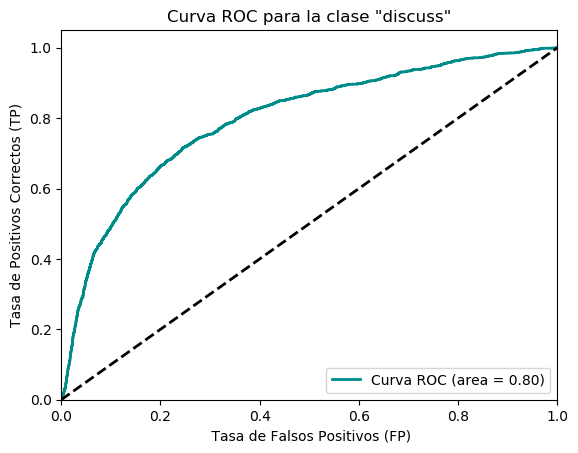 Curva ROC para la clase "discuss"
Tasa de Positivos Correctos (TP)
1.0
0.8
0.6
0.4
0.2
0.0
0.0 0.2 0.4 0.6 0.8 1.0
Curva ROC (area = 0.80)
Tasa de Falsos Positivos (FP)